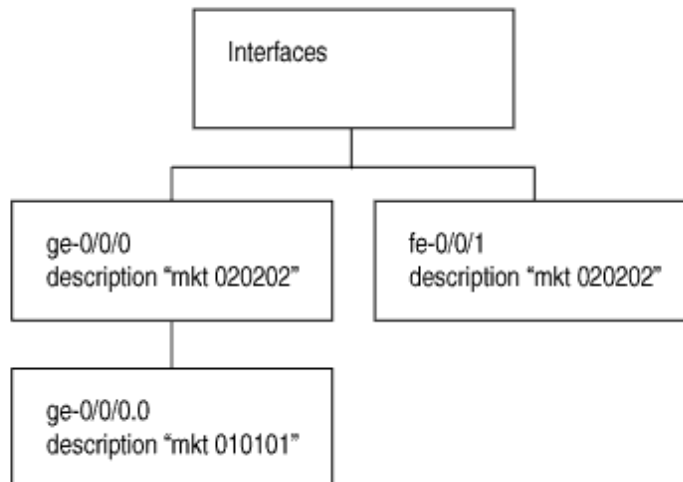 Interfaces
ge-0/0/0
description “mkt 020202”
fe-0/0/1
description “mkt 020202”
ge-0/0/0.0
description “mkt 010101”